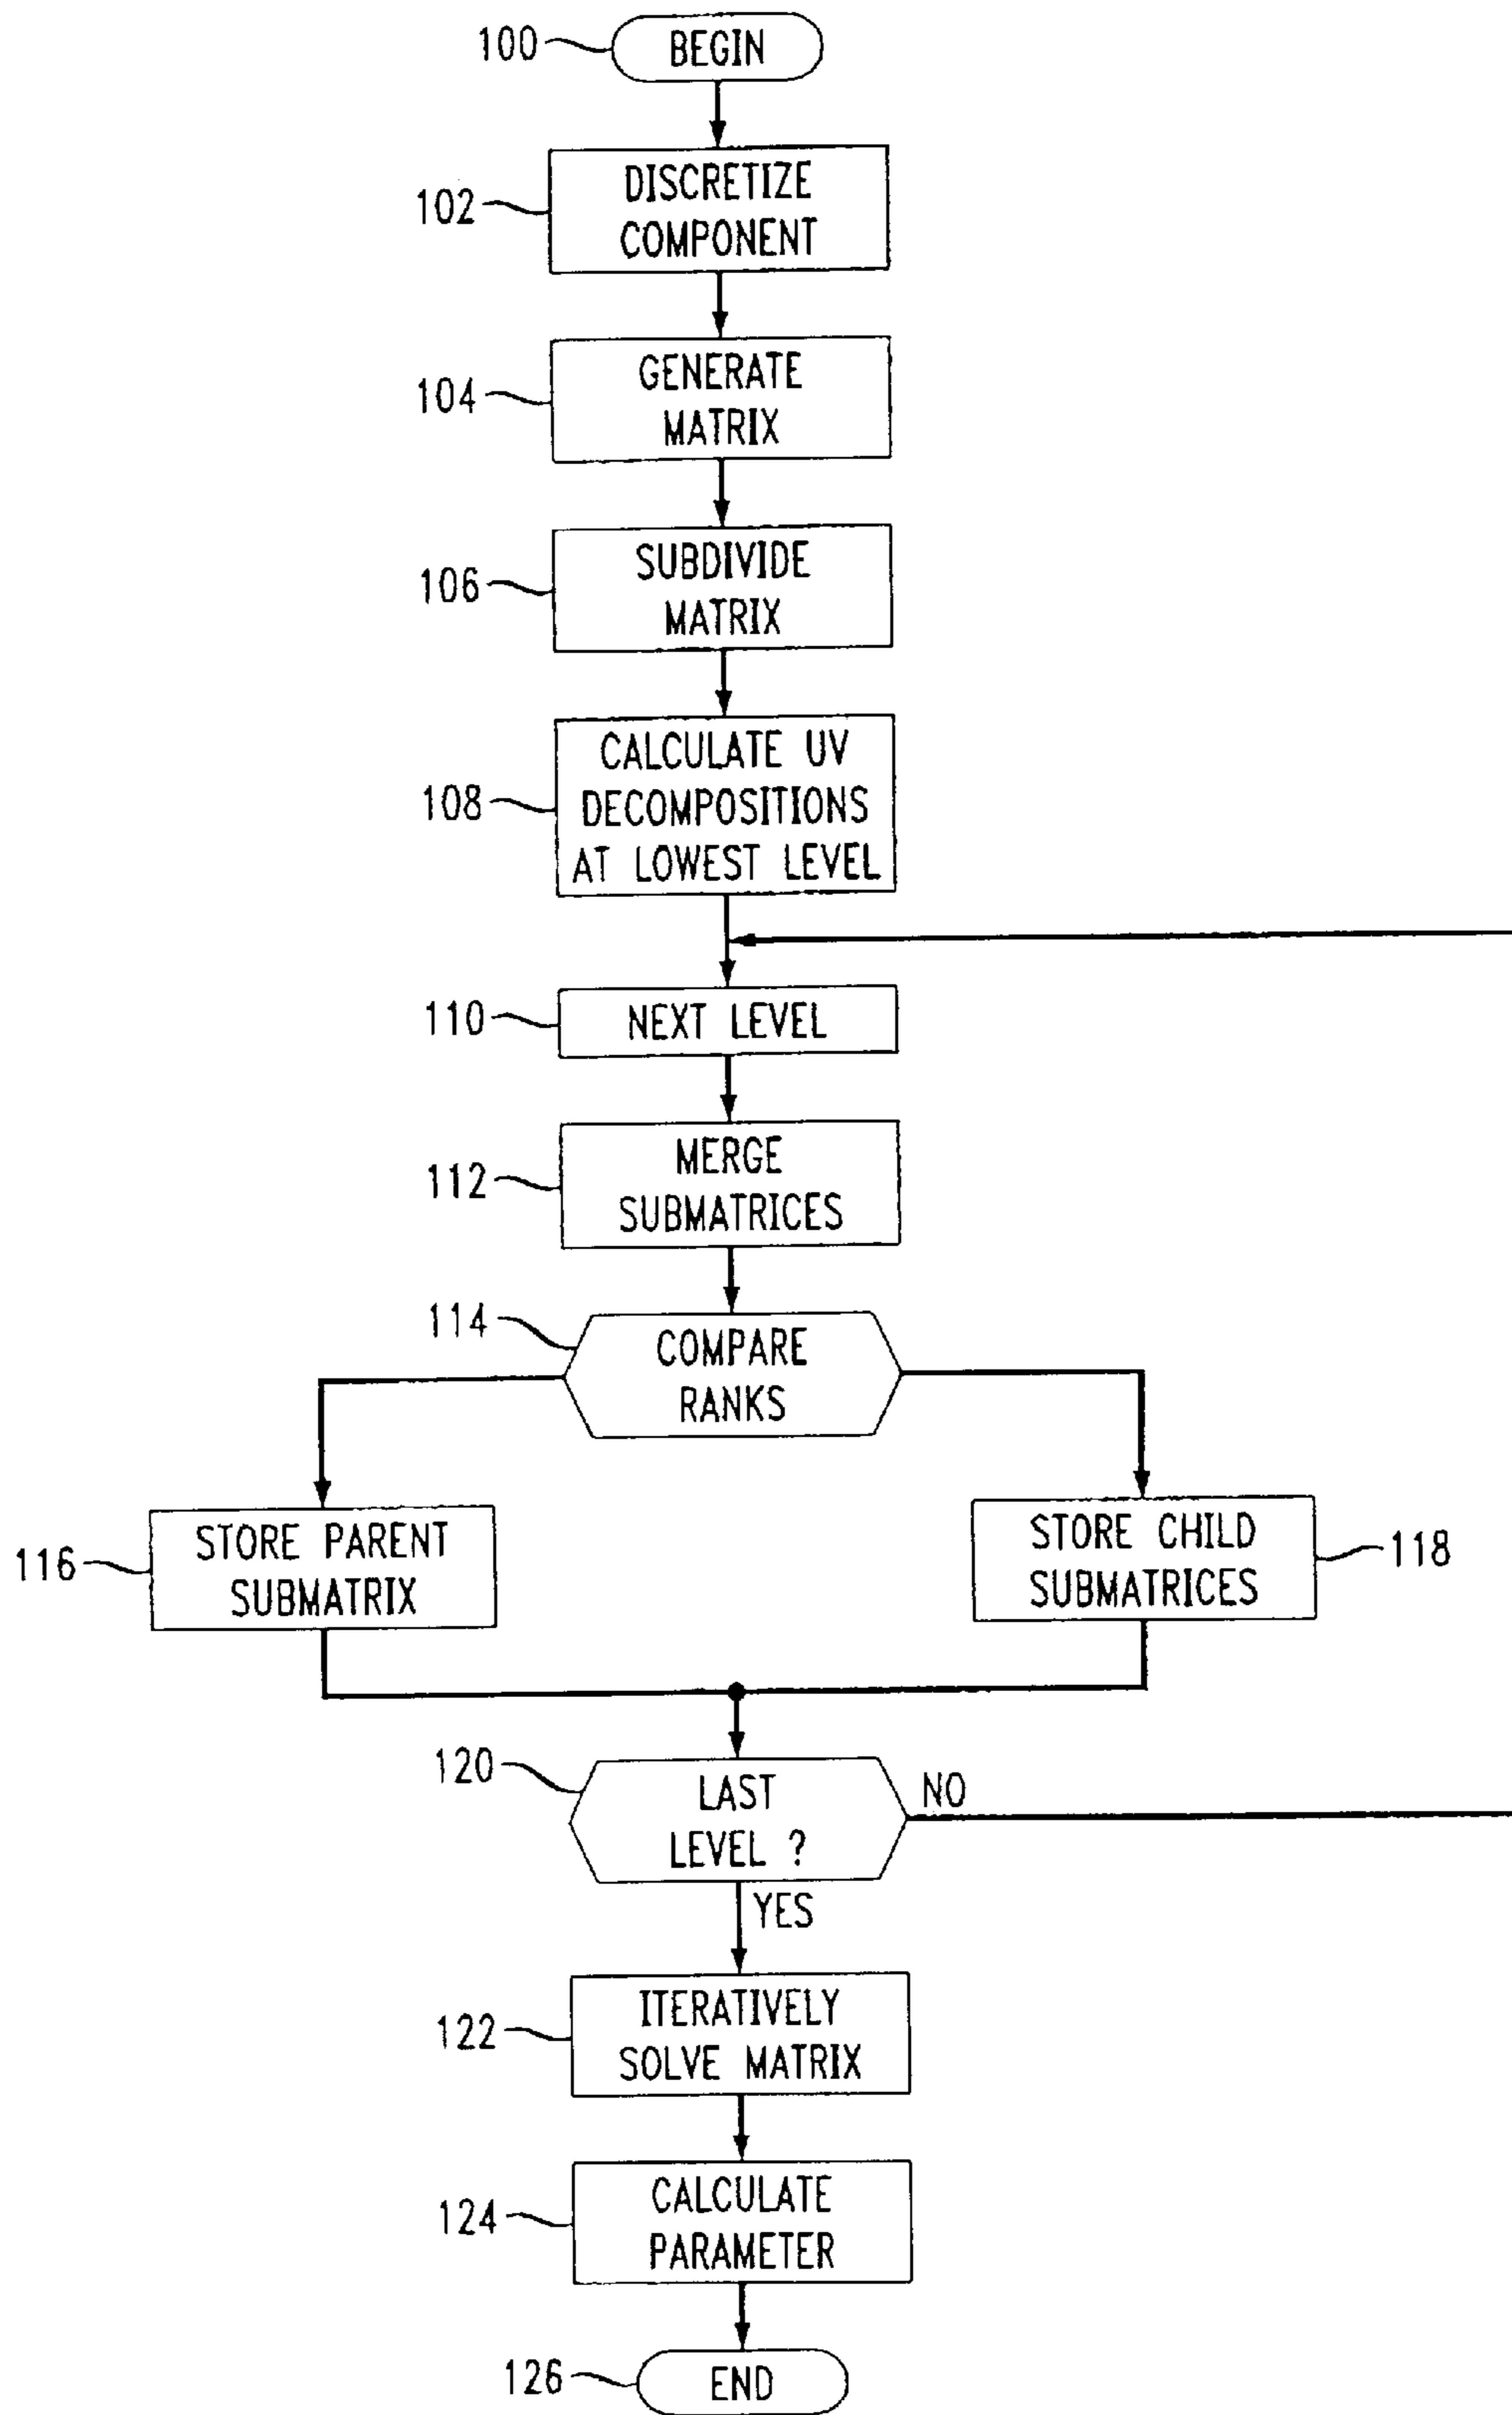 100
BEGIN
102
DISCRETIZE
COMPONENT
104
GENERATE
MATRIX
106
SUBDIVIDE
MATRIX
108
CALCULATE UV
DECOMPOSITIONS
AT LOWEST LEVEL
110
NEXT LEVEL
112
MERGE
SUBMATRICES
114
COMPARE
RANKS
116
STORE PARENT
SUBMATRIX
STORE CHILD
SUBMATRICES
118
120
LAST
LEVEL ?
NO
YES
122
ITERATIVELY
SOLVE MATRIX
124
CALCULATE
PARAMETER
126
END